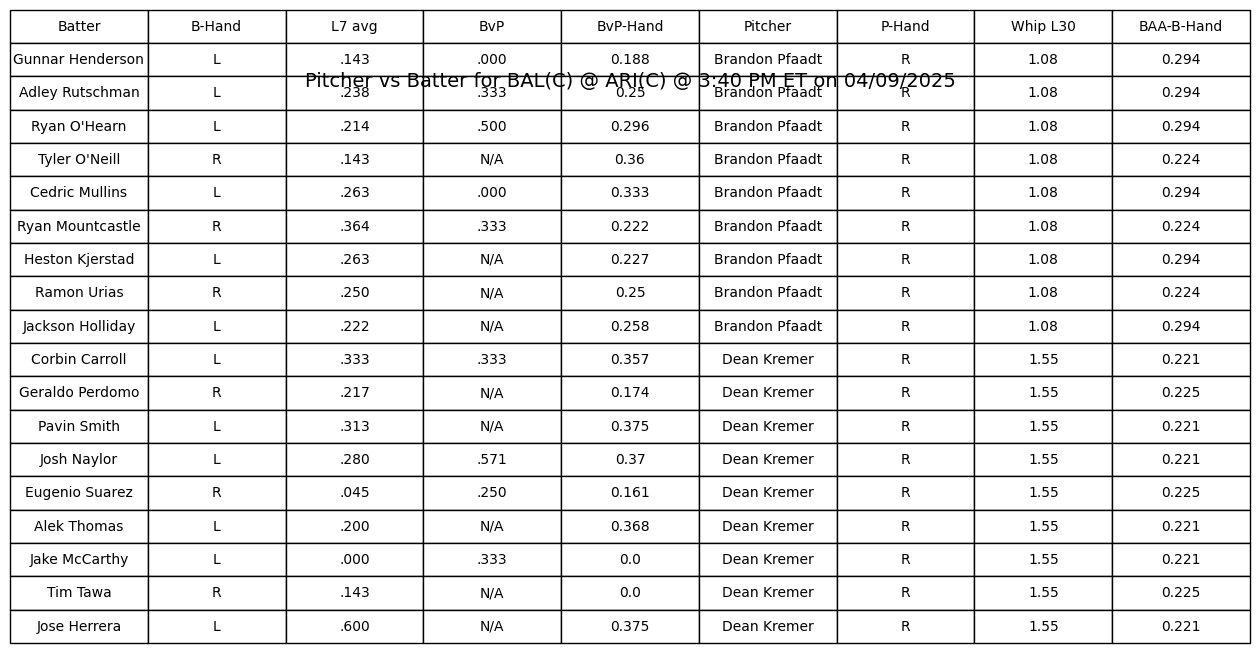 Batter B-Hand L7 avg BvP BvP-Hand Pitcher P-Hand Whip L30 BAA-B-Hand
Gunnar Henderson L .143 .000 0.188 Brandon Pfaadt R 1.08 0.294
Pitcher vs Batter for BAL(C) @ ARI(C) @ 3:40 PM ET on 04/09/2025
Adley Rutschman L .238 .333 0.25 Brandon Pfaadt R 1.08 0.294
Ryan O'Hearn L .214 .500 0.296 Brandon Pfaadt R 1.08 0.294
Tyler O'Neill R .143 N/A 0.36 Brandon Pfaadt R 1.08 0.224
Cedric Mullins L .263 .000 0.333 Brandon Pfaadt R 1.08 0.294
Ryan Mountcastle R .364 .333 0.222 Brandon Pfaadt R 1.08 0.224
Heston Kjerstad L .263 N/A 0.227 Brandon Pfaadt R 1.08 0.294
Ramon Urias R .250 N/A 0.25 Brandon Pfaadt R 1.08 0.224
Jackson Holliday L .222 N/A 0.258 Brandon Pfaadt R 1.08 0.294
Corbin Carroll L .333 .333 0.357 Dean Kremer R 1.55 0.221
Geraldo Perdomo R .217 N/A 0.174 Dean Kremer R 1.55 0.225
Pavin Smith L .313 N/A 0.375 Dean Kremer R 1.55 0.221
Josh Naylor L .280 .571 0.37 Dean Kremer R 1.55 0.221
Eugenio Suarez R .045 .250 0.161 Dean Kremer R 1.55 0.225
Alek Thomas L .200 N/A 0.368 Dean Kremer R 1.55 0.221
Jake McCarthy L .000 .333 0.0 Dean Kremer R 1.55 0.221
Tim Tawa R .143 N/A 0.0 Dean Kremer R 1.55 0.225
Jose Herrera L .600 N/A 0.375 Dean Kremer R 1.55 0.221